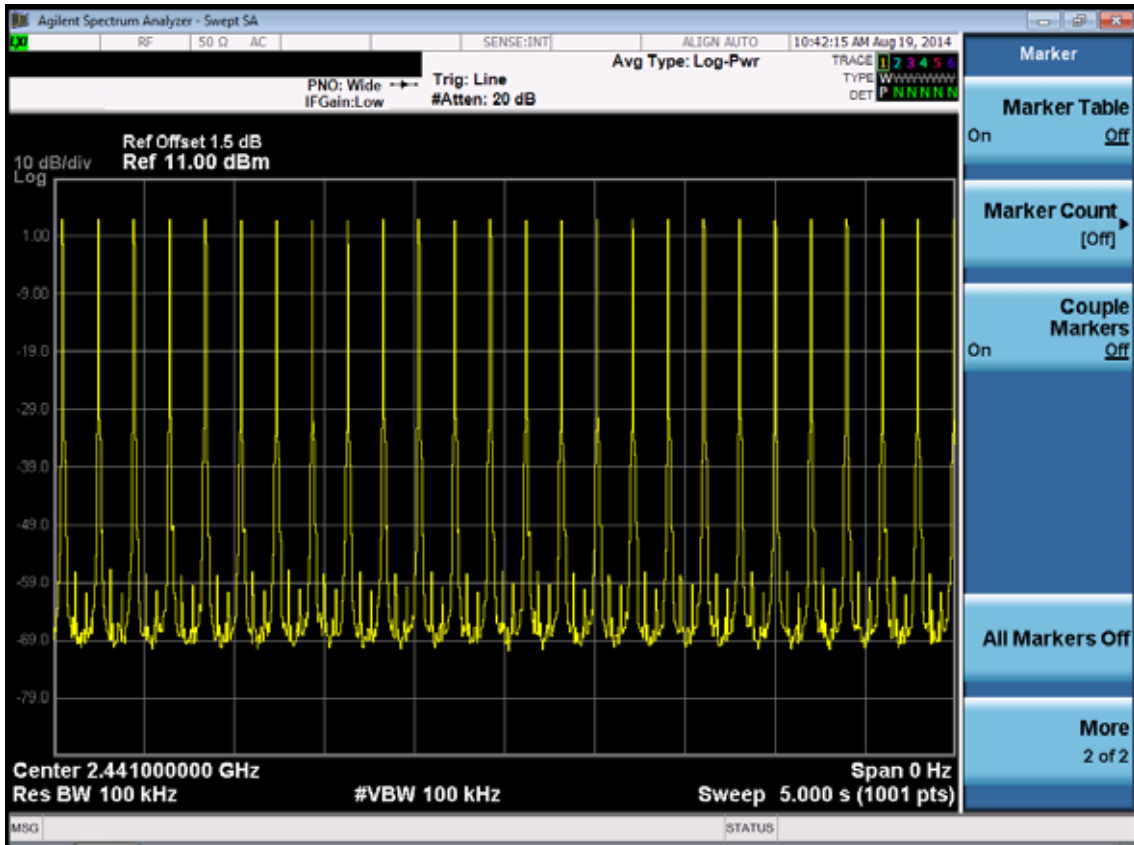 Agilent Spectrum Analyzer - Swept SA
LXI RF 50 Ω AC SENSE:INT ALIGN AUTO 10:42:15 AM Aug 19, 2014
Marker
Avg Type: Log-Pwr
TRACE 1 2 3 4 5 6
PNO: Wide
Trig: Line
TYPE WWWWWWW
IFGain:Low
#Atten: 20 dB
DET P N N N N N
Marker Table
On Off
Ref Offset 1.5 dB
10 dB/div Ref 11.00 dBm
Log
Marker Count
[Off]
1.00
-9.00
Couple
Markers
On Off
-19.0
-29.0
-39.0
-49.0
-59.0
-69.0
All Markers Off
-79.0
More
2 of 2
Center 2.441000000 GHz Span 0 Hz
Res BW 100 kHz #VBW 100 kHz Sweep 5.000 s (1001 pts)
MSG STATUS